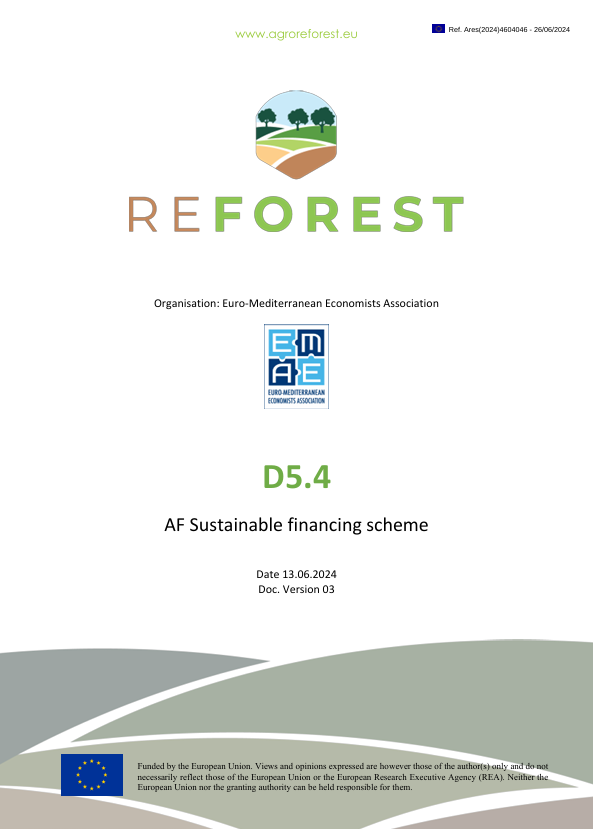 www.agroreforest.eu
Ref. Ares(2024)4604046 - 26/06/2024
REFOREST
Organisation: Euro-Mediterranean Economists Association
EM
AE
EURO-MEDITERRANEAN
ECONOMISTS ASSOCIATION
D5.4
AF Sustainable financing scheme
Date 13.06.2024
Doc. Version 03
Funded by the European Union. Views and opinions expressed are however those of the author(s) only and do not
necessarily reflect those of the European Union or the European Research Executive Agency (REA). Neither the
European Union nor the granting authority can be held responsible for them.